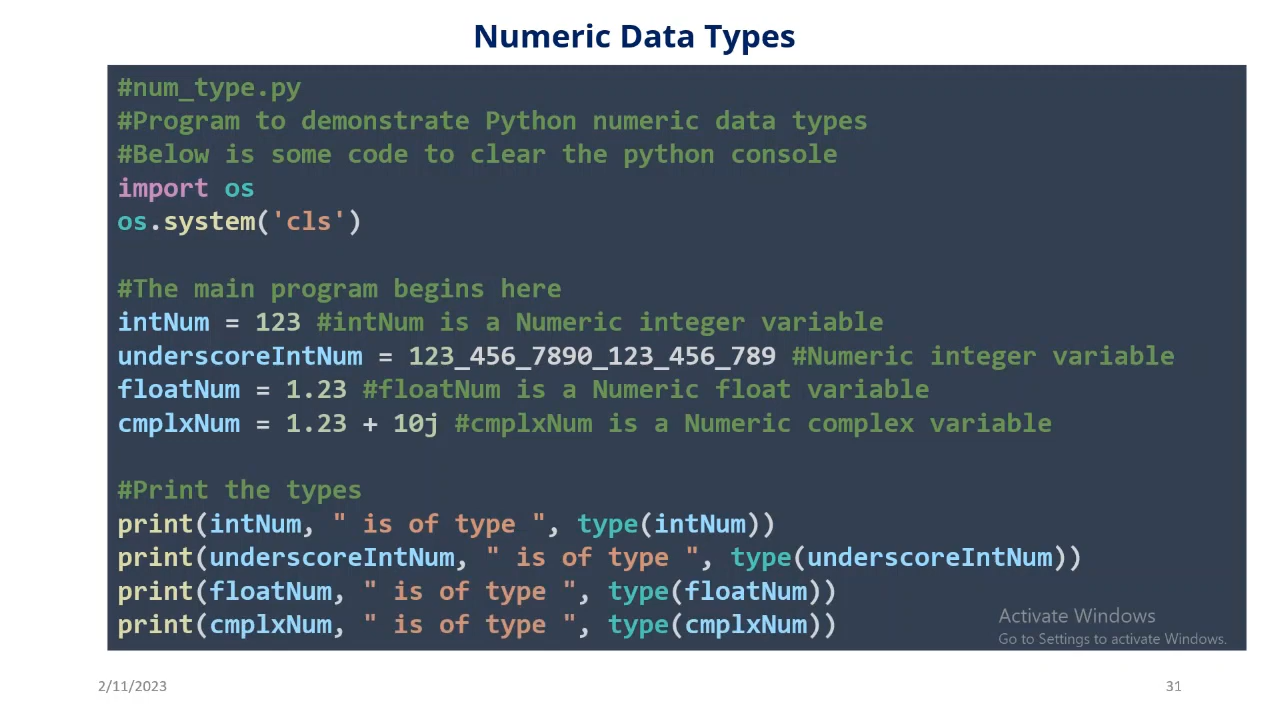 Numeric Data Types
#num_type.py
#Program to demonstrate Python numeric data types
#Below is some code to clear the python console
import os
os.system('cls')
#The main program begins here
intNum = 123 #intNum is a Numeric integer variable
underscoreIntNum = 123_456_7890_123_456_789 #Numeric integer variable
floatNum = 1.23 #floatNum is a Numeric float variable
cmplxNum = 1.23 + 10j #cmplxNum is a Numeric complex variable
#Print the types
print(intNum, " is of type ", type(intNum))
print(underscoreIntNum, " is of type ", type(underscoreIntNum))
print(floatNum, " is of type ", type(floatNum))
print(cmplxNum, " is of type ", type(cmplxNum))
Activate Windows
Go to Settings to activate Windows.
2/11/2023
31